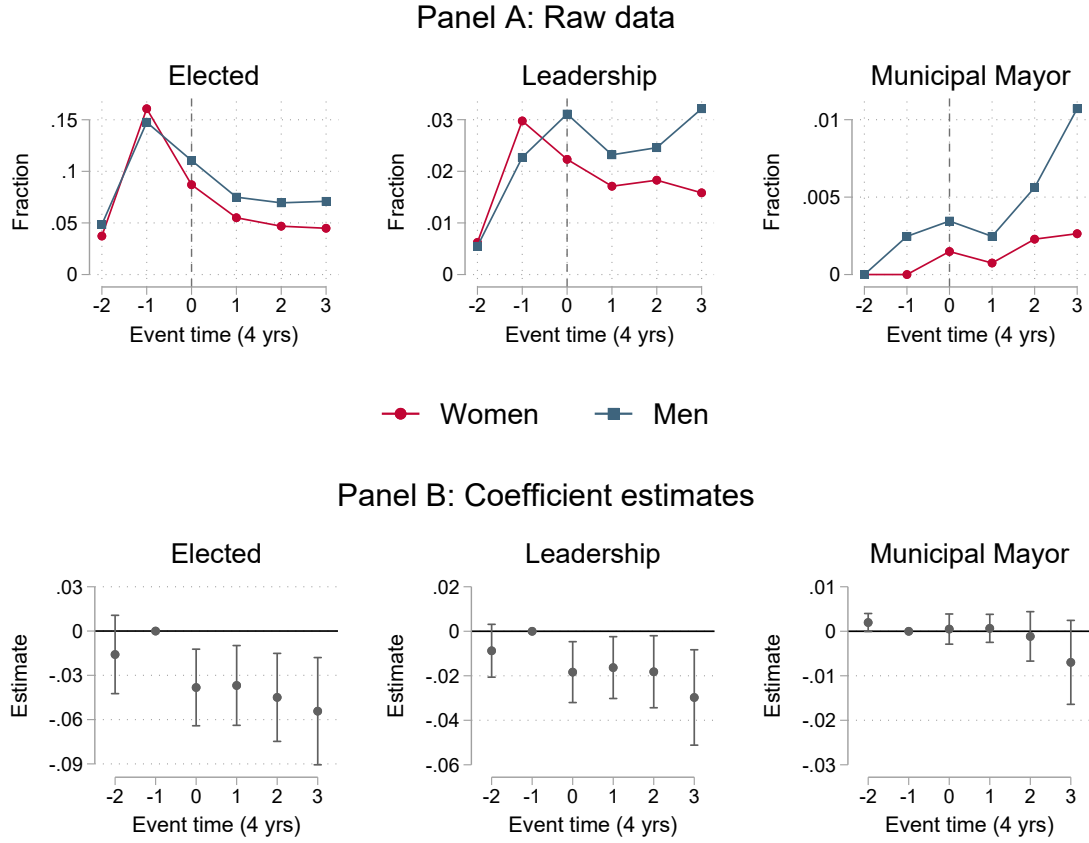 Panel A: Raw data
Elected
Leadership
Municipal Mayor
Fraction
.15
.1
.05
0
-2 -1 0 1 2 3
Event time (4 yrs)
Fraction
.03
.02
.01
0
-2 -1 0 1 2 3
Event time (4 yrs)
Fraction
.01
.005
0
-2 -1 0 1 2 3
Event time (4 yrs)
Women
Men
Panel B: Coefficient estimates
Elected
Leadership
Municipal Mayor
Estimate
.03
0
-.03
-.06
-.09
-2 -1 0 1 2 3
Event time (4 yrs)
Estimate
.02
0
-.02
-.04
-.06
-2 -1 0 1 2 3
Event time (4 yrs)
Estimate
.01
0
-.01
-.02
-.03
-2 -1 0 1 2 3
Event time (4 yrs)